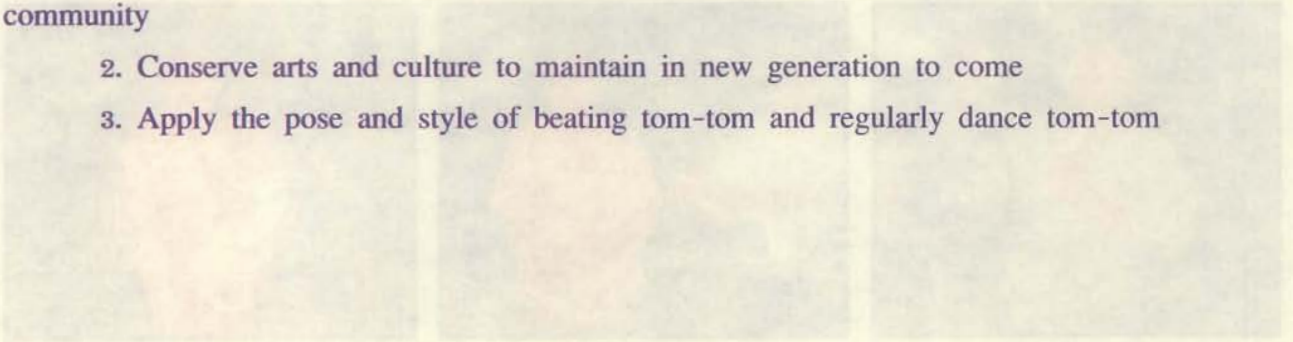 community
2. Conserve arts and culture to maintain in new generation to come
3. Apply the pose and style of beating tom-tom and regularly dance tom-tom